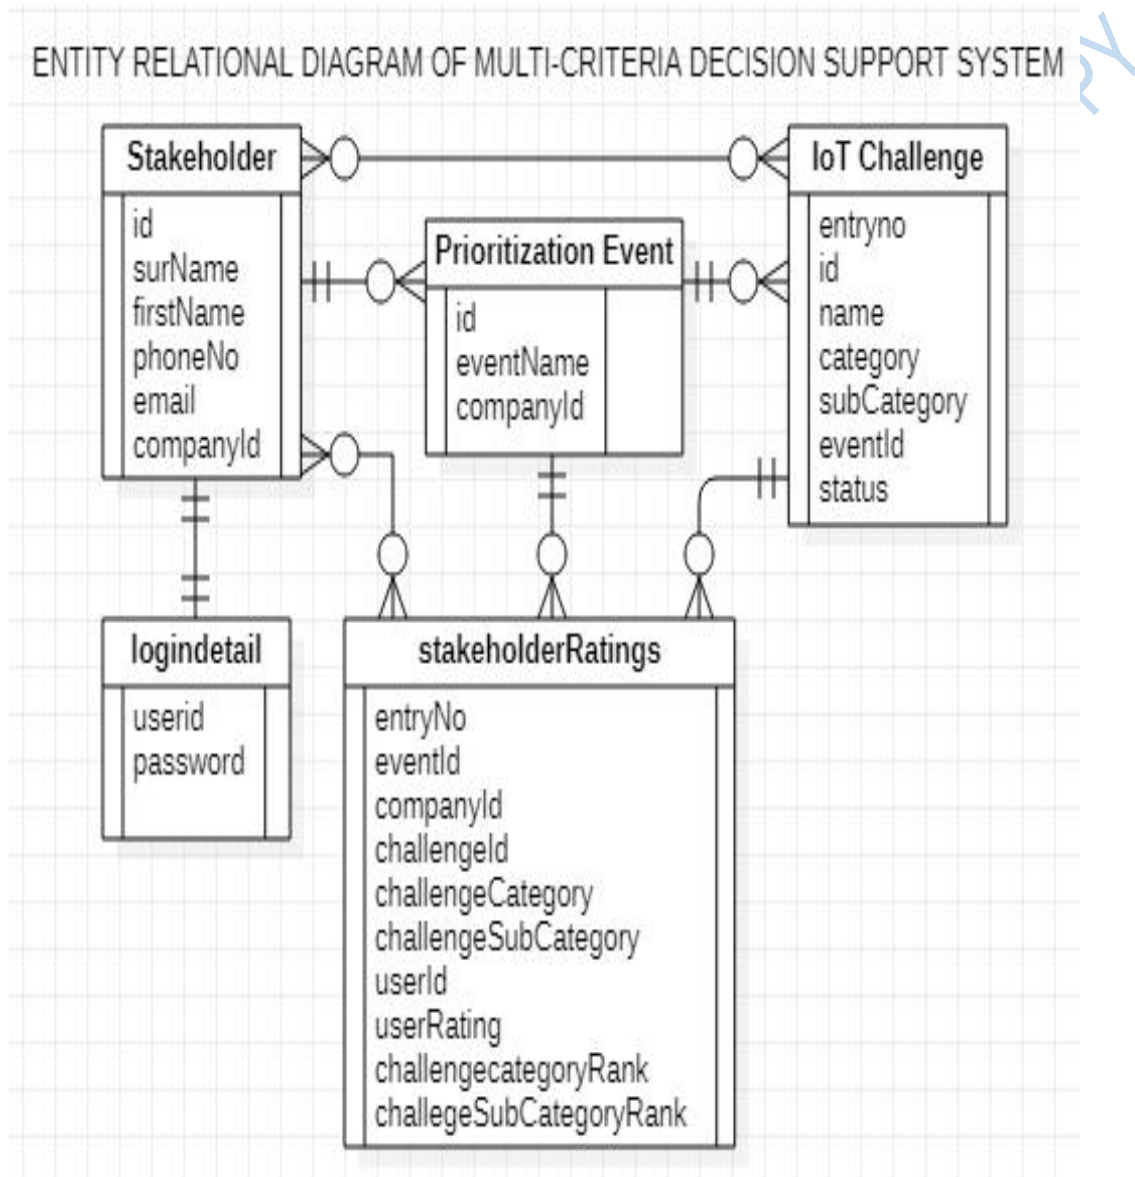 ENTITY RELATIONAL DIAGRAM OF MULTI-CRITERIA DECISION SUPPORT SYSTEM
PY
Stakeholder
id
surName
firstName
phoneNo
email
companyId
Prioritization Event
id
eventName
companyId
IoT Challenge
entryno
id
name
category
subCategory
eventId
status
logindetail
userid
password
stakeholderRatings
entryNo
eventId
companyId
challengeId
challengeCategory
challengeSubCategory
userId
userRating
challengecategoryRank
challegeSubCategoryRank